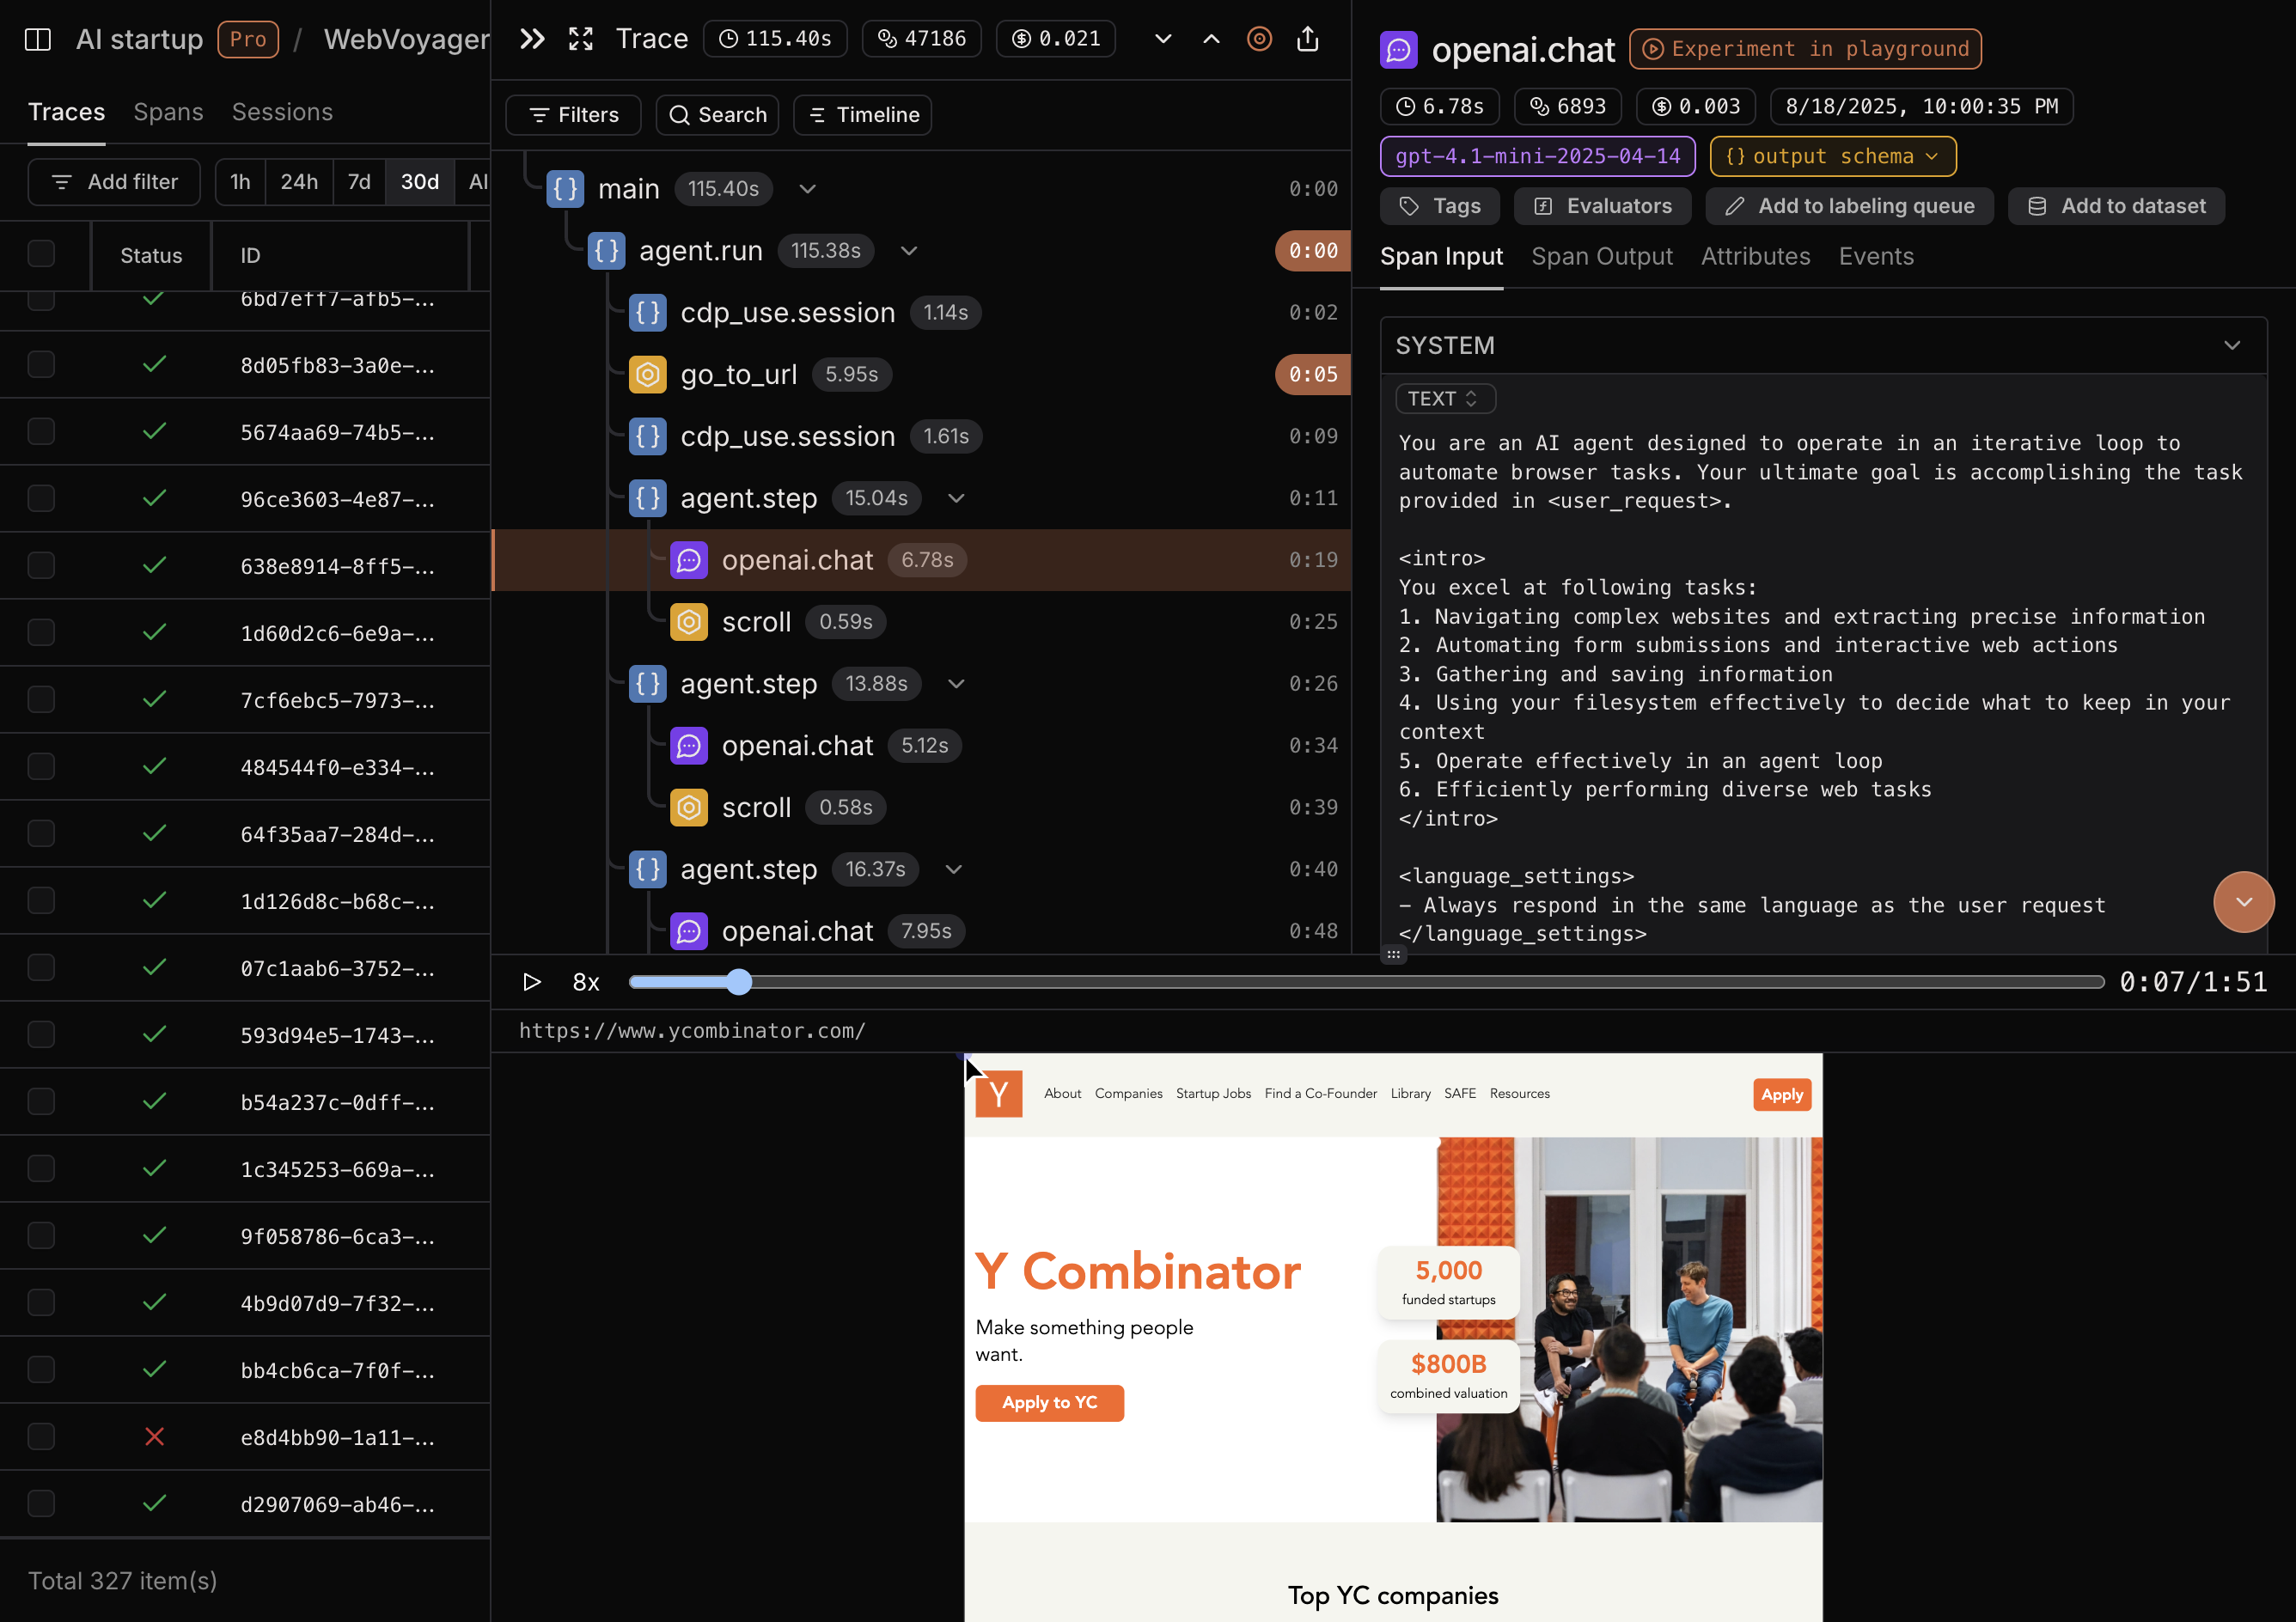 AI startup Pro / WebVoyager
Traces Spans Sessions
Add filter 1h 24h 7d 30d Al
Status ID
6bd7eff7-afb5-...
8d05fb83-3a0e-...
5674aa69-74b5-...
96ce3603-4e87-...
638e8914-8ff5-...
1d60d2c6-6e9a-...
7cf6ebc5-7973-...
484544f0-e334-...
64f35aa7-284d-...
1d126d8c-b68c-...
07c1aab6-3752-...
593d94e5-1743-...
b54a237c-0dff-...
1c345253-669a-...
9f058786-6ca3-...
4b9d07d9-7f32-...
bb4cb6ca-7f0f-...
e8d4bb90-1a11-...
d2907069-ab46-...
Total 327 item(s)
Trace 115.40s 47186 0.021
Filters Search Timeline
main 115.40s 0:00
agent.run 115.38s 0:00
cdp_use.session 1.14s 0:02
go_to_url 5.95s 0:05
cdp_use.session 1.61s 0:09
agent.step 15.04s 0:11
openai.chat 6.78s 0:19
scroll 0.59s 0:25
agent.step 13.88s 0:26
openai.chat 5.12s 0:34
scroll 0.58s 0:39
agent.step 16.37s 0:40
openai.chat 7.95s 0:48
openai.chat Experiment in playground
6.78s 6893 0.003 8/18/2025, 10:00:35 PM
gpt-4.1-mini-2025-04-14 {} output schema
Tags Evaluators Add to labeling queue Add to dataset
Span Input Span Output Attributes Events
SYSTEM
TEXT
You are an AI agent designed to operate in an iterative loop to
automate browser tasks. Your ultimate goal is accomplishing the task
provided in <user_request>.
<intro>
You excel at following tasks:
1. Navigating complex websites and extracting precise information
2. Automating form submissions and interactive web actions
3. Gathering and saving information
4. Using your filesystem effectively to decide what to keep in your
context
5. Operate effectively in an agent loop
6. Efficiently performing diverse web tasks
</intro>
<language_settings>
- Always respond in the same language as the user request
</language_settings>
8x 0:07/1:51
https://www.ycombinator.com/
Y About Companies Startup Jobs Find a Co-Founder Library SAFE Resources Apply
Y Combinator
Make something people
want.
Apply to YC
5,000
funded startups
$800B
combined valuation
Top YC companies